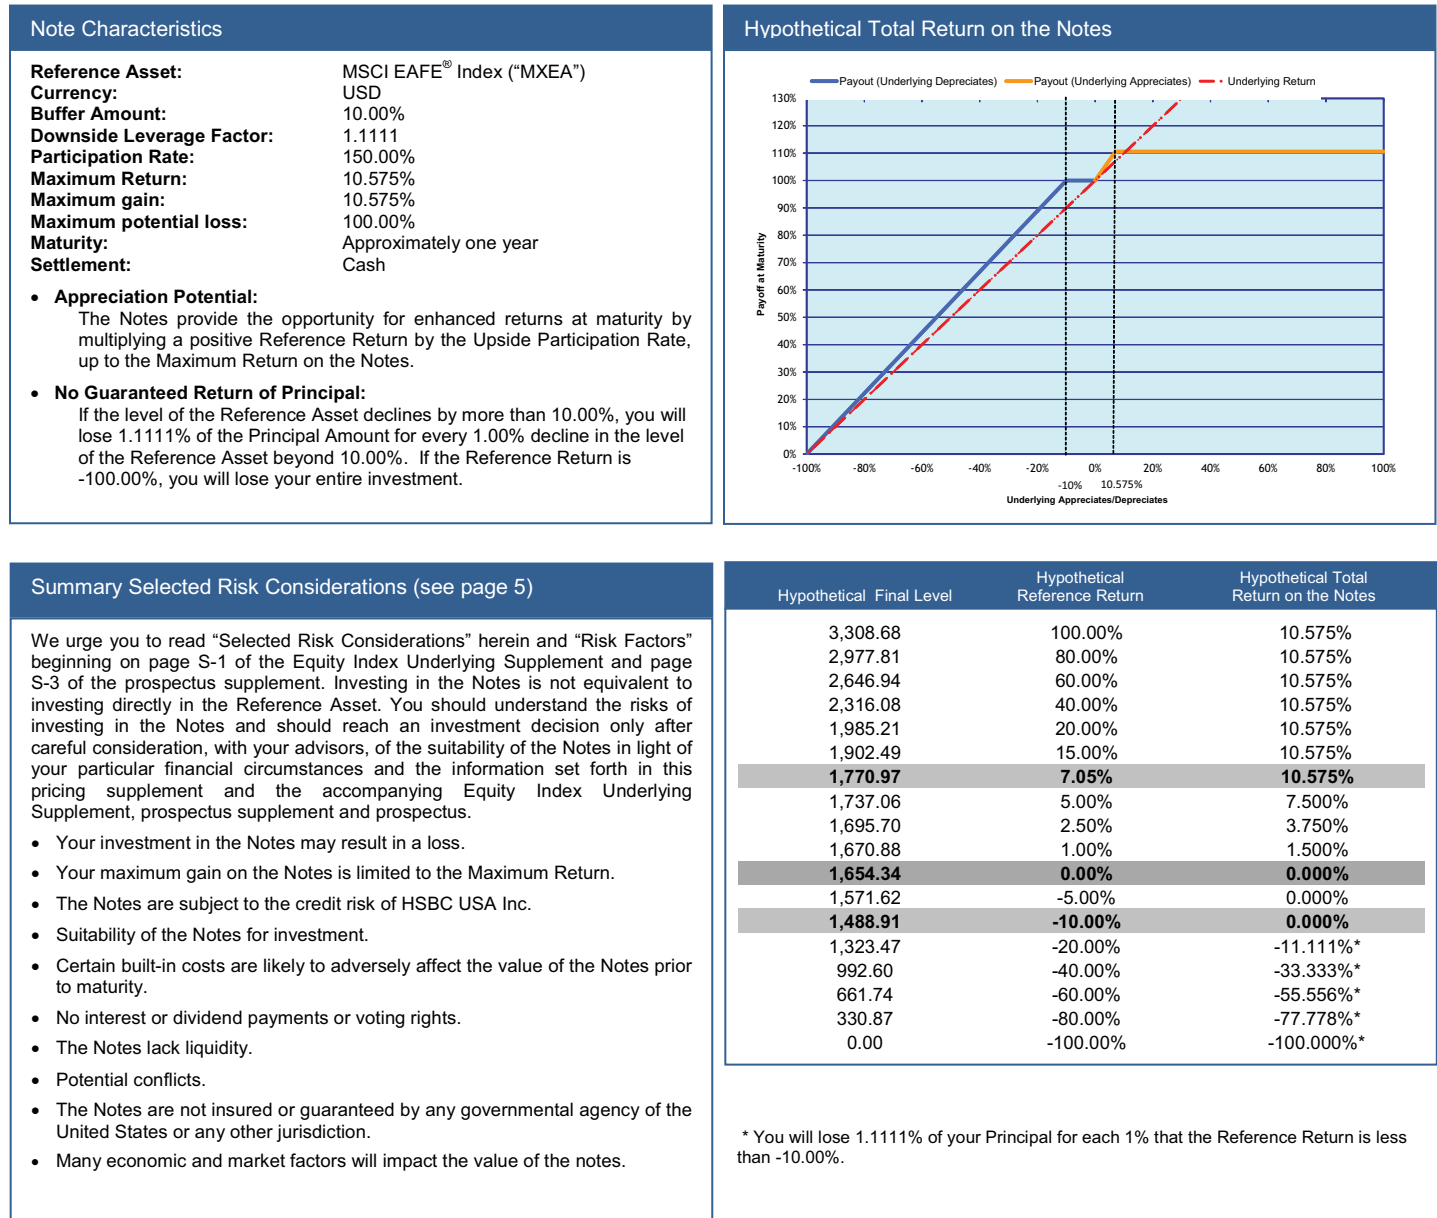 Note Characteristics
Reference Asset: MSCI EAFE® Index (“MXEA”)
Currency: USD
Buffer Amount: 10.00%
Downside Leverage Factor: 1.1111
Participation Rate: 150.00%
Maximum Return: 10.575%
Maximum gain: 10.575%
Maximum potential loss: 100.00%
Maturity: Approximately one year
Settlement: Cash
• Appreciation Potential:
The Notes provide the opportunity for enhanced returns at maturity by
multiplying a positive Reference Return by the Upside Participation Rate,
up to the Maximum Return on the Notes.
• No Guaranteed Return of Principal:
If the level of the Reference Asset declines by more than 10.00%, you will
lose 1.1111% of the Principal Amount for every 1.00% decline in the level
of the Reference Asset beyond 10.00%. If the Reference Return is
-100.00%, you will lose your entire investment.
Hypothetical Total Return on the Notes
Payout (Underlying Depreciates) Payout (Underlying Appreciates) Underlying Return
130%
120%
110%
100%
90%
80%
70%
60%
50%
40%
30%
20%
10%
0%
Payoff at Maturity
-100% -80% -60% -40% -20% 0% 20% 40% 60% 80% 100%
-10% 10.575%
Underlying Appreciates/Depreciates
Summary Selected Risk Considerations (see page 5)
We urge you to read “Selected Risk Considerations” herein and “Risk Factors”
beginning on page S-1 of the Equity Index Underlying Supplement and page
S-3 of the prospectus supplement. Investing in the Notes is not equivalent to
investing directly in the Reference Asset. You should understand the risks of
investing in the Notes and should reach an investment decision only after
careful consideration, with your advisors, of the suitability of the Notes in light of
your particular financial circumstances and the information set forth in this
pricing supplement and the accompanying Equity Index Underlying
Supplement, prospectus supplement and prospectus.
• Your investment in the Notes may result in a loss.
• Your maximum gain on the Notes is limited to the Maximum Return.
• The Notes are subject to the credit risk of HSBC USA Inc.
• Suitability of the Notes for investment.
• Certain built-in costs are likely to adversely affect the value of the Notes prior
to maturity.
• No interest or dividend payments or voting rights.
• The Notes lack liquidity.
• Potential conflicts.
• The Notes are not insured or guaranteed by any governmental agency of the
United States or any other jurisdiction.
• Many economic and market factors will impact the value of the notes.
Hypothetical Final Level Hypothetical Reference Return Hypothetical Total Return on the Notes
3,308.68 100.00% 10.575%
2,977.81 80.00% 10.575%
2,646.94 60.00% 10.575%
2,316.08 40.00% 10.575%
1,985.21 20.00% 10.575%
1,902.49 15.00% 10.575%
1,770.97 7.05% 10.575%
1,737.06 5.00% 7.500%
1,695.70 2.50% 3.750%
1,670.88 1.00% 1.500%
1,654.34 0.00% 0.000%
1,571.62 -5.00% 0.000%
1,488.91 -10.00% 0.000%
1,323.47 -20.00% -11.111%*
992.60 -40.00% -33.333%*
661.74 -60.00% -55.556%*
330.87 -80.00% -77.778%*
0.00 -100.00% -100.000%*
* You will lose 1.1111% of your Principal for each 1% that the Reference Return is less
than -10.00%.